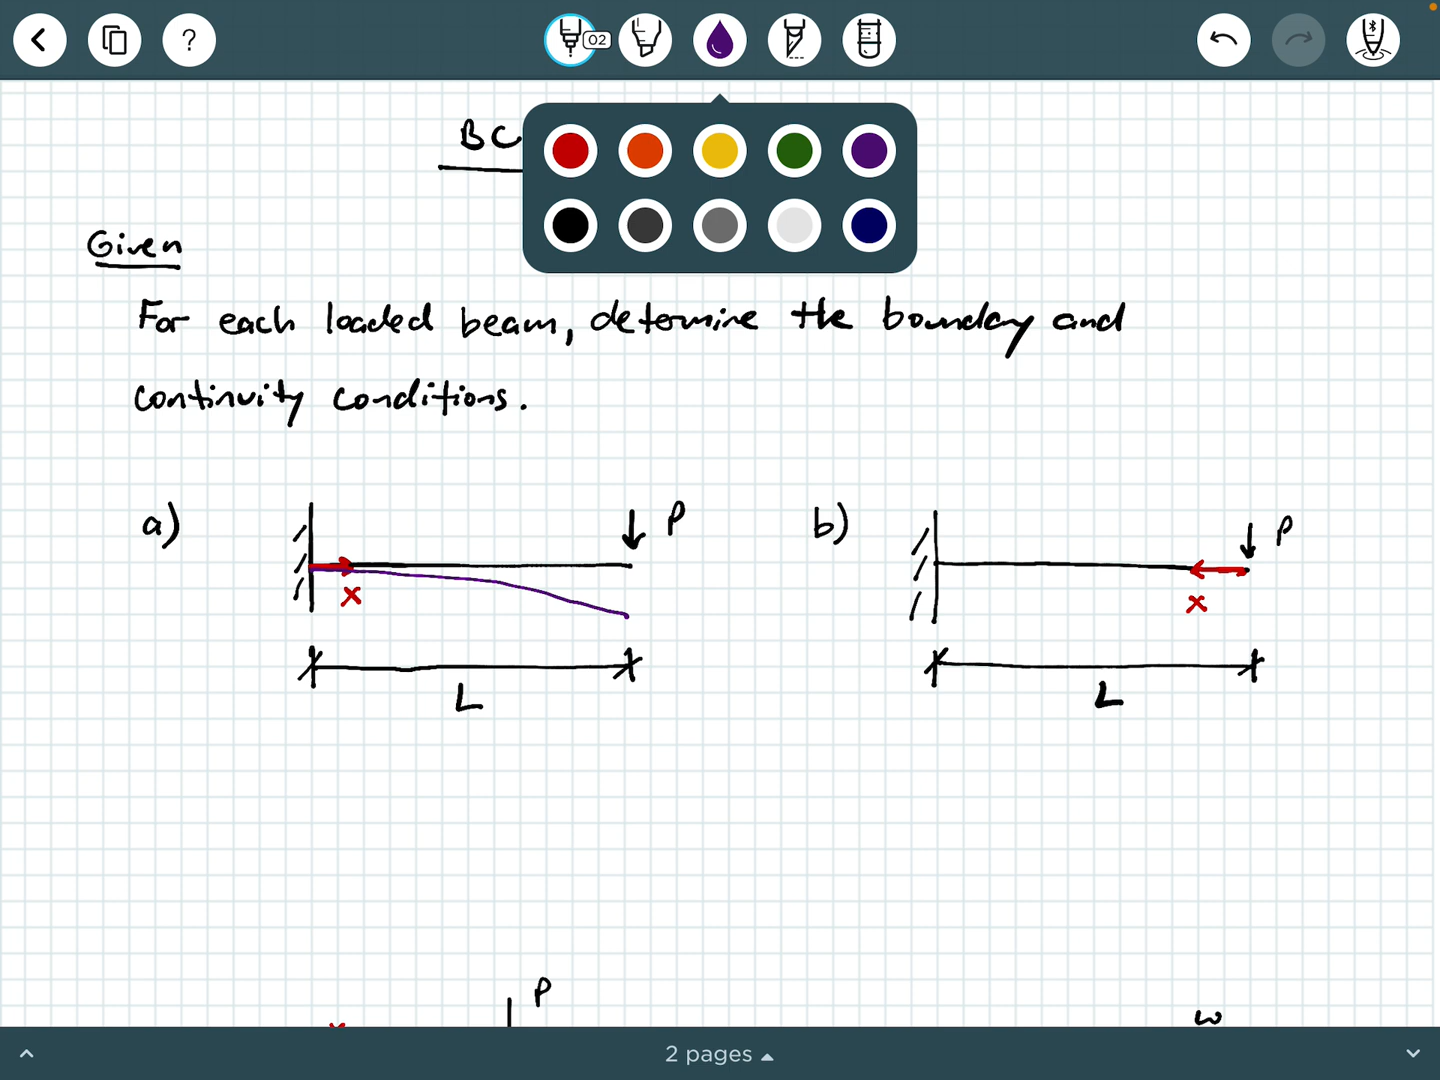 ?
02
BC
Given
For each loaded beam, determine the boundary and
continuity conditions.
a)
P
x
L
b)
P
x
L
P
x
w
2 pages